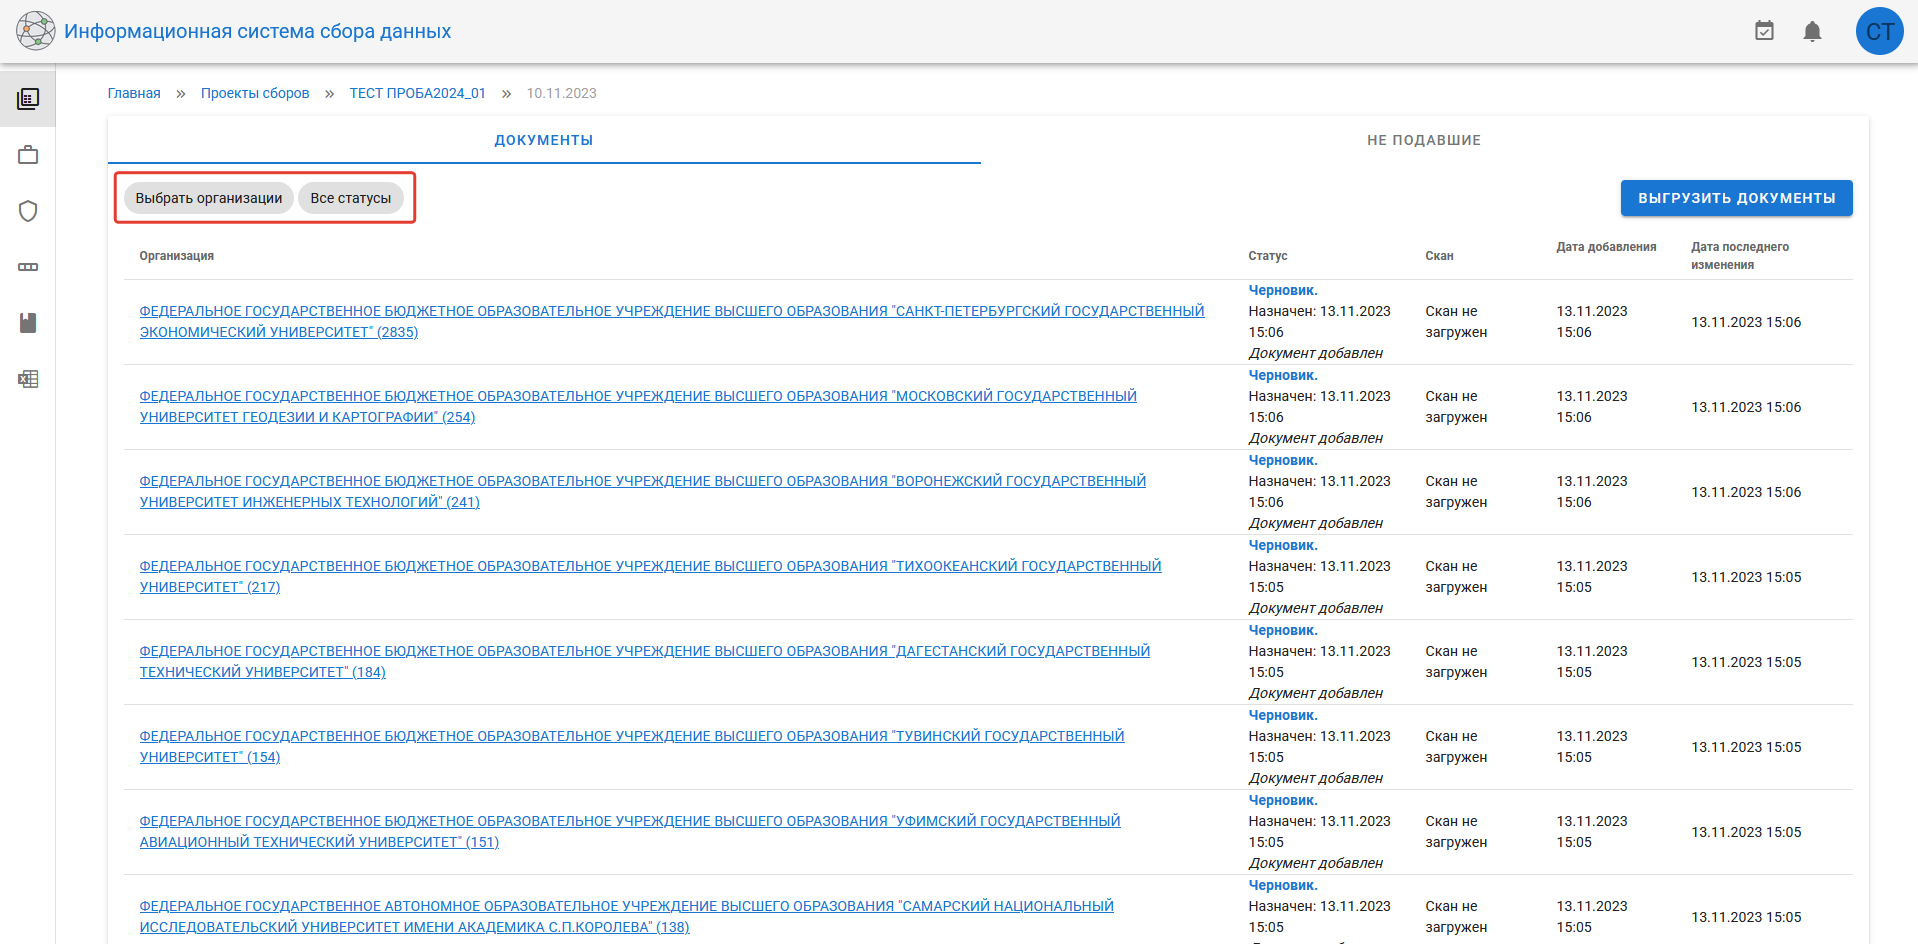 Информационная система сбора данных
СТ
Главная » Проекты сборов » ТЕСТ ПРОБА2024_01 » 10.11.2023
ДОКУМЕНТЫ
НЕ ПОДАВШИЕ
Выбрать организации
Все статусы
ВЫГРУЗИТЬ ДОКУМЕНТЫ
Организация
Статус
Скан
Дата добавления
Дата последнего
изменения
ФЕДЕРАЛЬНОЕ ГОСУДАРСТВЕННОЕ БЮДЖЕТНОЕ ОБРАЗОВАТЕЛЬНОЕ УЧРЕЖДЕНИЕ ВЫСШЕГО ОБРАЗОВАНИЯ "САНКТ-ПЕТЕРБУРГСКИЙ ГОСУДАРСТВЕННЫЙ
ЭКОНОМИЧЕСКИЙ УНИВЕРСИТЕТ" (2835)
Черновик.
Назначен: 13.11.2023
15:06
Документ добавлен
Скан не
загружен
13.11.2023
15:06
13.11.2023 15:06
ФЕДЕРАЛЬНОЕ ГОСУДАРСТВЕННОЕ БЮДЖЕТНОЕ ОБРАЗОВАТЕЛЬНОЕ УЧРЕЖДЕНИЕ ВЫСШЕГО ОБРАЗОВАНИЯ "МОСКОВСКИЙ ГОСУДАРСТВЕННЫЙ
УНИВЕРСИТЕТ ГЕОДЕЗИИ И КАРТОГРАФИИ" (254)
Черновик.
Назначен: 13.11.2023
15:06
Документ добавлен
Скан не
загружен
13.11.2023
15:06
13.11.2023 15:06
ФЕДЕРАЛЬНОЕ ГОСУДАРСТВЕННОЕ БЮДЖЕТНОЕ ОБРАЗОВАТЕЛЬНОЕ УЧРЕЖДЕНИЕ ВЫСШЕГО ОБРАЗОВАНИЯ "ВОРОНЕЖСКИЙ ГОСУДАРСТВЕННЫЙ
УНИВЕРСИТЕТ ИНЖЕНЕРНЫХ ТЕХНОЛОГИЙ" (241)
Черновик.
Назначен: 13.11.2023
15:06
Документ добавлен
Скан не
загружен
13.11.2023
15:06
13.11.2023 15:06
ФЕДЕРАЛЬНОЕ ГОСУДАРСТВЕННОЕ БЮДЖЕТНОЕ ОБРАЗОВАТЕЛЬНОЕ УЧРЕЖДЕНИЕ ВЫСШЕГО ОБРАЗОВАНИЯ "ТИХООКЕАНСКИЙ ГОСУДАРСТВЕННЫЙ
УНИВЕРСИТЕТ" (217)
Черновик.
Назначен: 13.11.2023
15:05
Документ добавлен
Скан не
загружен
13.11.2023
15:05
13.11.2023 15:05
ФЕДЕРАЛЬНОЕ ГОСУДАРСТВЕННОЕ БЮДЖЕТНОЕ ОБРАЗОВАТЕЛЬНОЕ УЧРЕЖДЕНИЕ ВЫСШЕГО ОБРАЗОВАНИЯ "ДАГЕСТАНСКИЙ ГОСУДАРСТВЕННЫЙ
ТЕХНИЧЕСКИЙ УНИВЕРСИТЕТ" (184)
Черновик.
Назначен: 13.11.2023
15:05
Документ добавлен
Скан не
загружен
13.11.2023
15:05
13.11.2023 15:05
ФЕДЕРАЛЬНОЕ ГОСУДАРСТВЕННОЕ БЮДЖЕТНОЕ ОБРАЗОВАТЕЛЬНОЕ УЧРЕЖДЕНИЕ ВЫСШЕГО ОБРАЗОВАНИЯ "ТУВИНСКИЙ ГОСУДАРСТВЕННЫЙ
УНИВЕРСИТЕТ" (154)
Черновик.
Назначен: 13.11.2023
15:05
Документ добавлен
Скан не
загружен
13.11.2023
15:05
13.11.2023 15:05
ФЕДЕРАЛЬНОЕ ГОСУДАРСТВЕННОЕ БЮДЖЕТНОЕ ОБРАЗОВАТЕЛЬНОЕ УЧРЕЖДЕНИЕ ВЫСШЕГО ОБРАЗОВАНИЯ "УФИМСКИЙ ГОСУДАРСТВЕННЫЙ
АВИАЦИОННЫЙ ТЕХНИЧЕСКИЙ УНИВЕРСИТЕТ" (151)
Черновик.
Назначен: 13.11.2023
15:05
Документ добавлен
Скан не
загружен
13.11.2023
15:05
13.11.2023 15:05
ФЕДЕРАЛЬНОЕ ГОСУДАРСТВЕННОЕ АВТОНОМНОЕ ОБРАЗОВАТЕЛЬНОЕ УЧРЕЖДЕНИЕ ВЫСШЕГО ОБРАЗОВАНИЯ "САМАРСКИЙ НАЦИОНАЛЬНЫЙ
ИССЛЕДОВАТЕЛЬСКИЙ УНИВЕРСИТЕТ ИМЕНИ АКАДЕМИКА С.П.КОРОЛЕВА" (138)
Черновик.
Назначен: 13.11.2023
15:05
Скан не
загружен
13.11.2023
15:05
13.11.2023 15:05